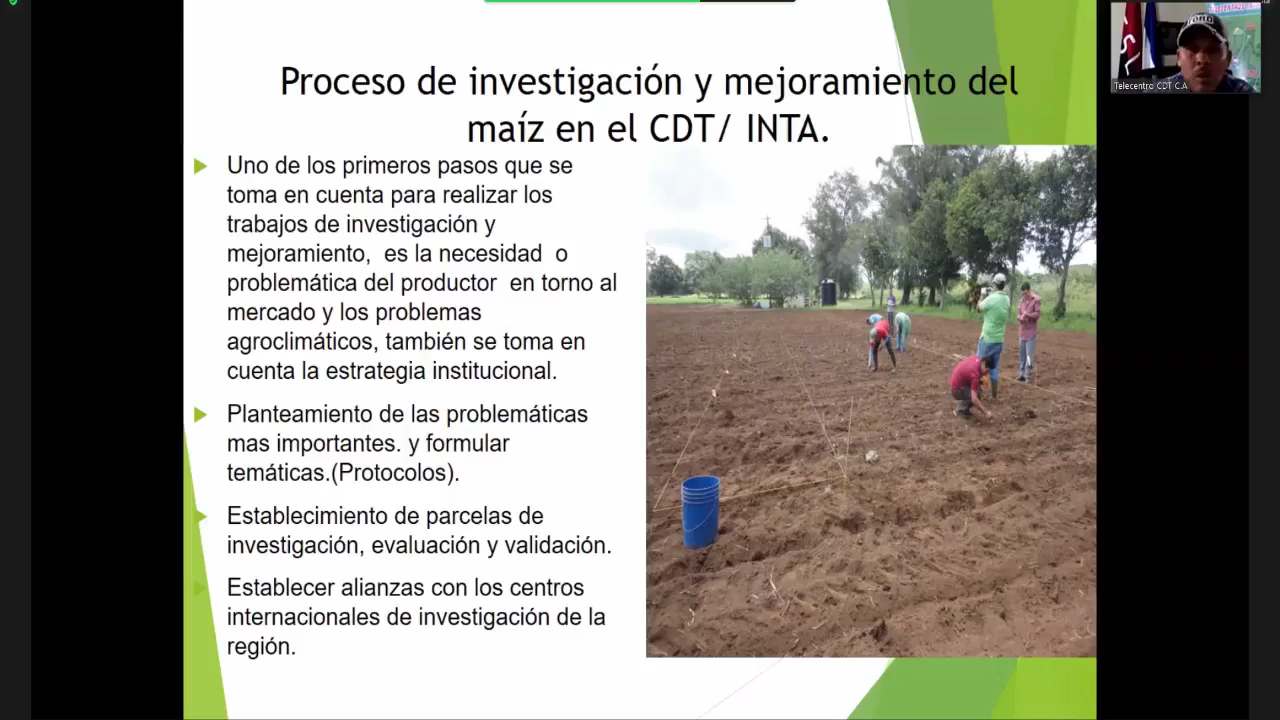 Proceso de investigación y mejoramiento del
maíz en el CDT/ INTA.
Uno de los primeros pasos que se
toma en cuenta para realizar los
trabajos de investigación y
mejoramiento,  es la necesidad  o
problemática del productor  en torno al
mercado y los problemas
agroclimáticos, también se toma en
cuenta la estrategia institucional.
Planteamiento de las problemáticas
mas importantes. y formular
temáticas.(Protocolos).
Establecimiento de parcelas de
investigación, evaluación y validación.
Establecer alianzas con los centros
internacionales de investigación de la
región.
Telecentro CDT C.A